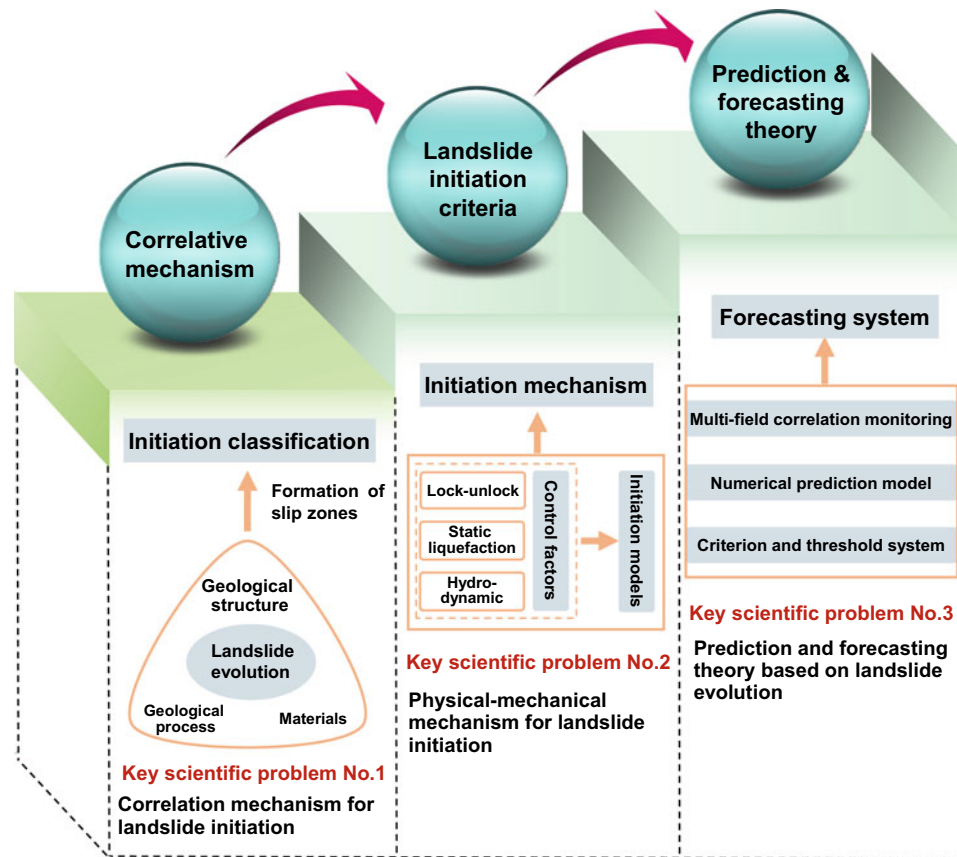 Correlative
mechanism
Landslide
initiation
criteria
Prediction &
forecasting
theory
Initiation classification
Formation of
slip zones
Geological
structure
Landslide
evolution
Geological
process
Materials
Key scientific problem No.1
Correlation mechanism for
landslide initiation
Initiation mechanism
Lock-unlock
Static
liquefaction
Hydro-
dynamic
Control factors
Initiation models
Key scientific problem No.2
Physical-mechanical
mechanism for landslide
initiation
Forecasting system
Multi-field correlation monitoring
Numerical prediction model
Criterion and threshold system
Key scientific problem No.3
Prediction and forecasting
theory based on landslide
evolution